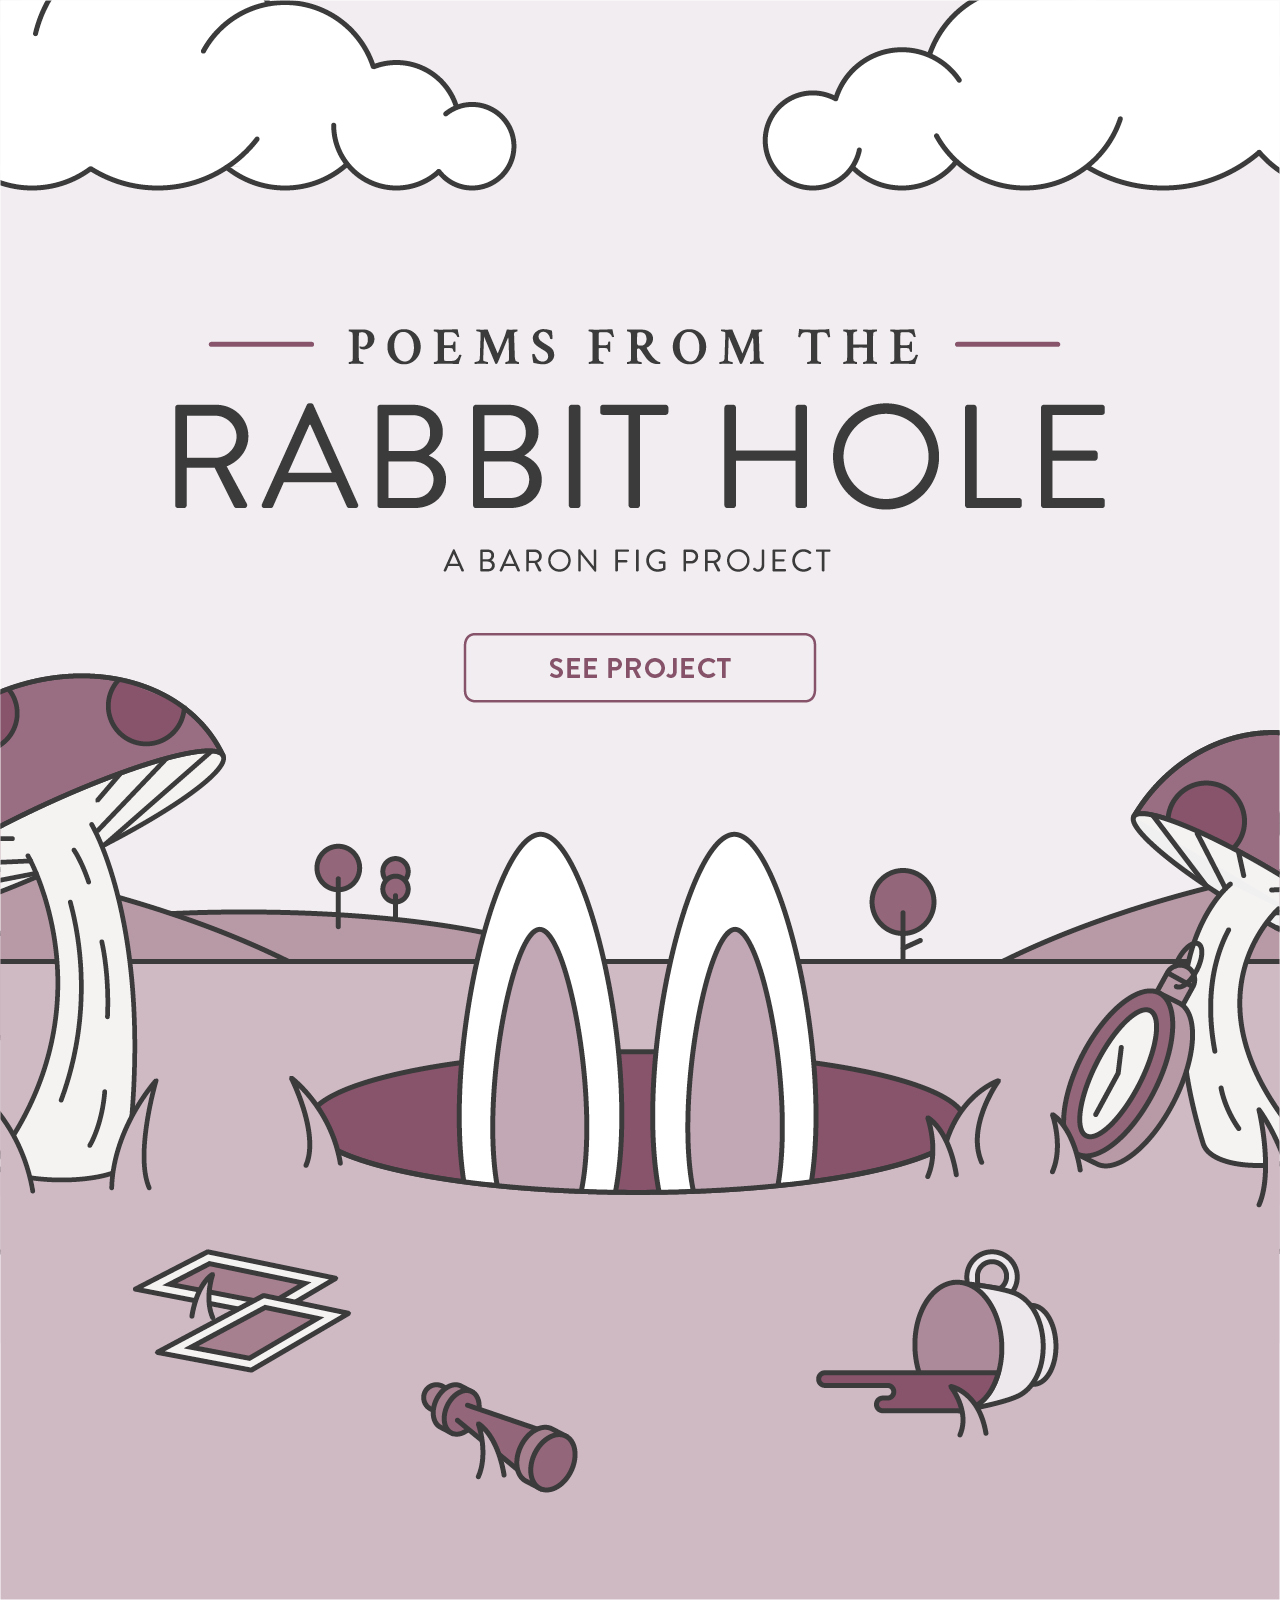 POEMS FROM THE
RABBIT HOLE
A BARON FIG PROJECT
SEE PROJECT